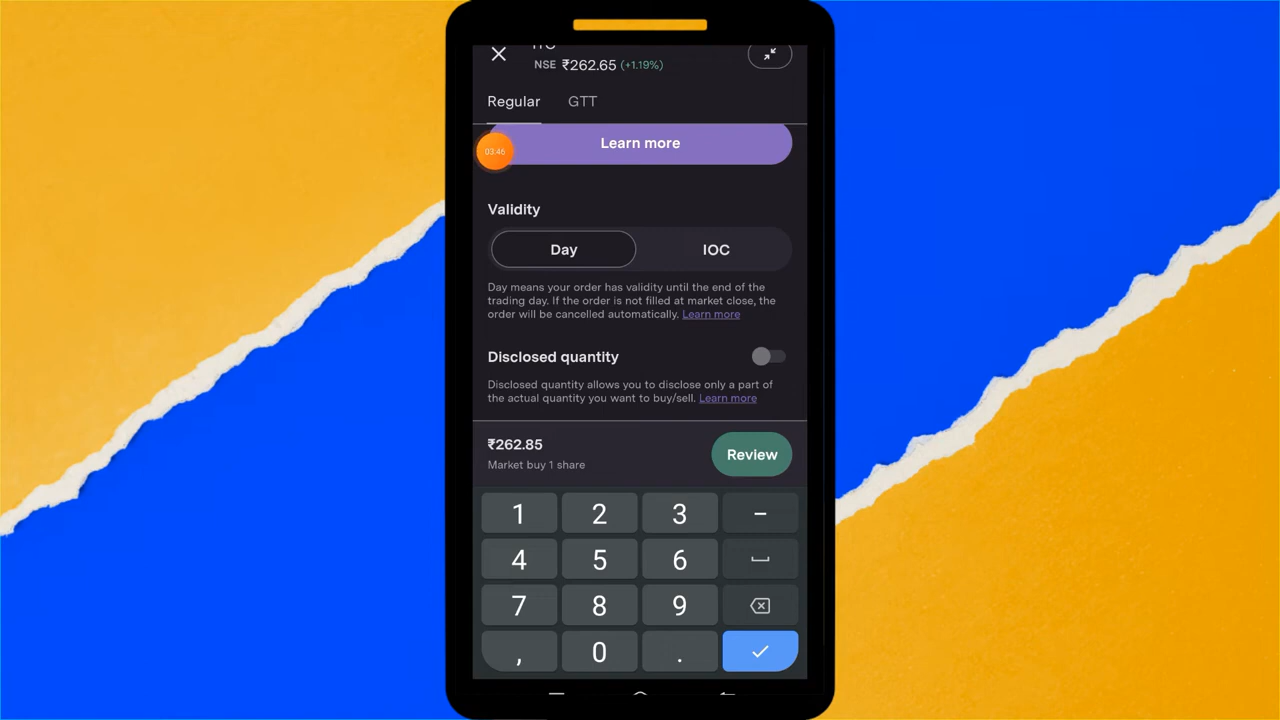 ITC
NSE ₹262.65 (+1.19%)
Regular GTT
Learn more
03:46
Validity
Day IOC
Day means your order has validity until the end of the
trading day. If the order is not filled at market close, the
order will be cancelled automatically. Learn more
Disclosed quantity
Disclosed quantity allows you to disclose only a part of
the actual quantity you want to buy/sell. Learn more
₹262.85
Market buy 1 share
Review
1 2 3 −
4 5 6
7 8 9
, 0 .